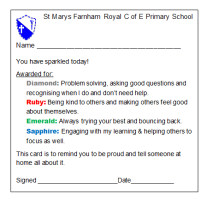 St Marys Farnham Royal C of E Primary School
Name
You have sparkled today!
Awarded for:
Diamond: Problem solving, asking good questions and
recognising when I do and don't need help.
Ruby: Being kind to others and making others feel good
about themselves.
Emerald: Always trying your best and bouncing back.
Sapphire: Engaging with my learning & helping others to
focus as well.
This card is to remind you to be proud and tell someone at
home all about it.
Signed Date